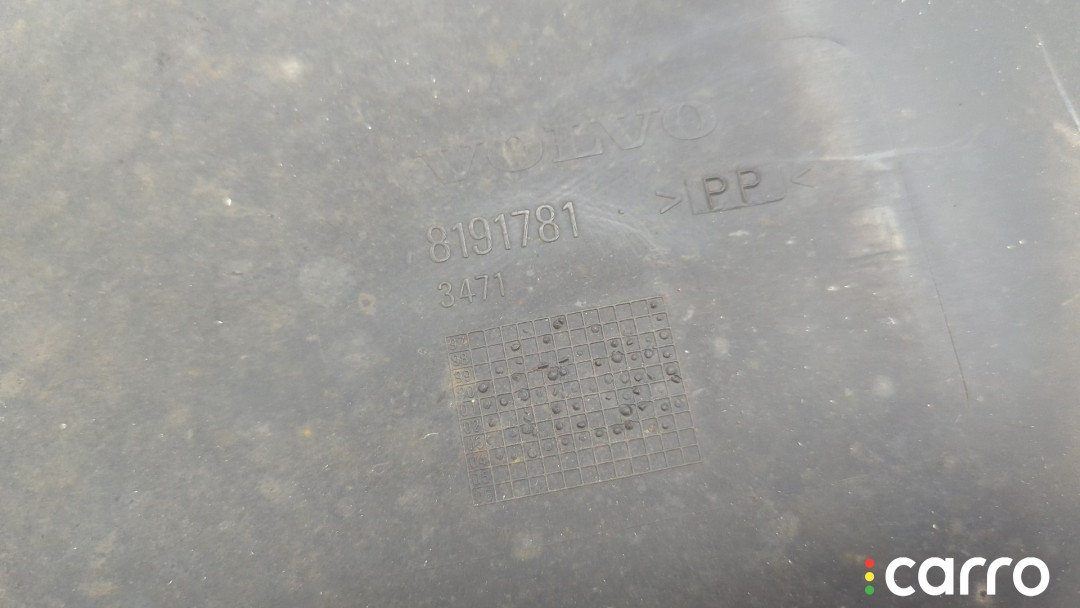 VOLVO
>PP<
8191781
3471
carro